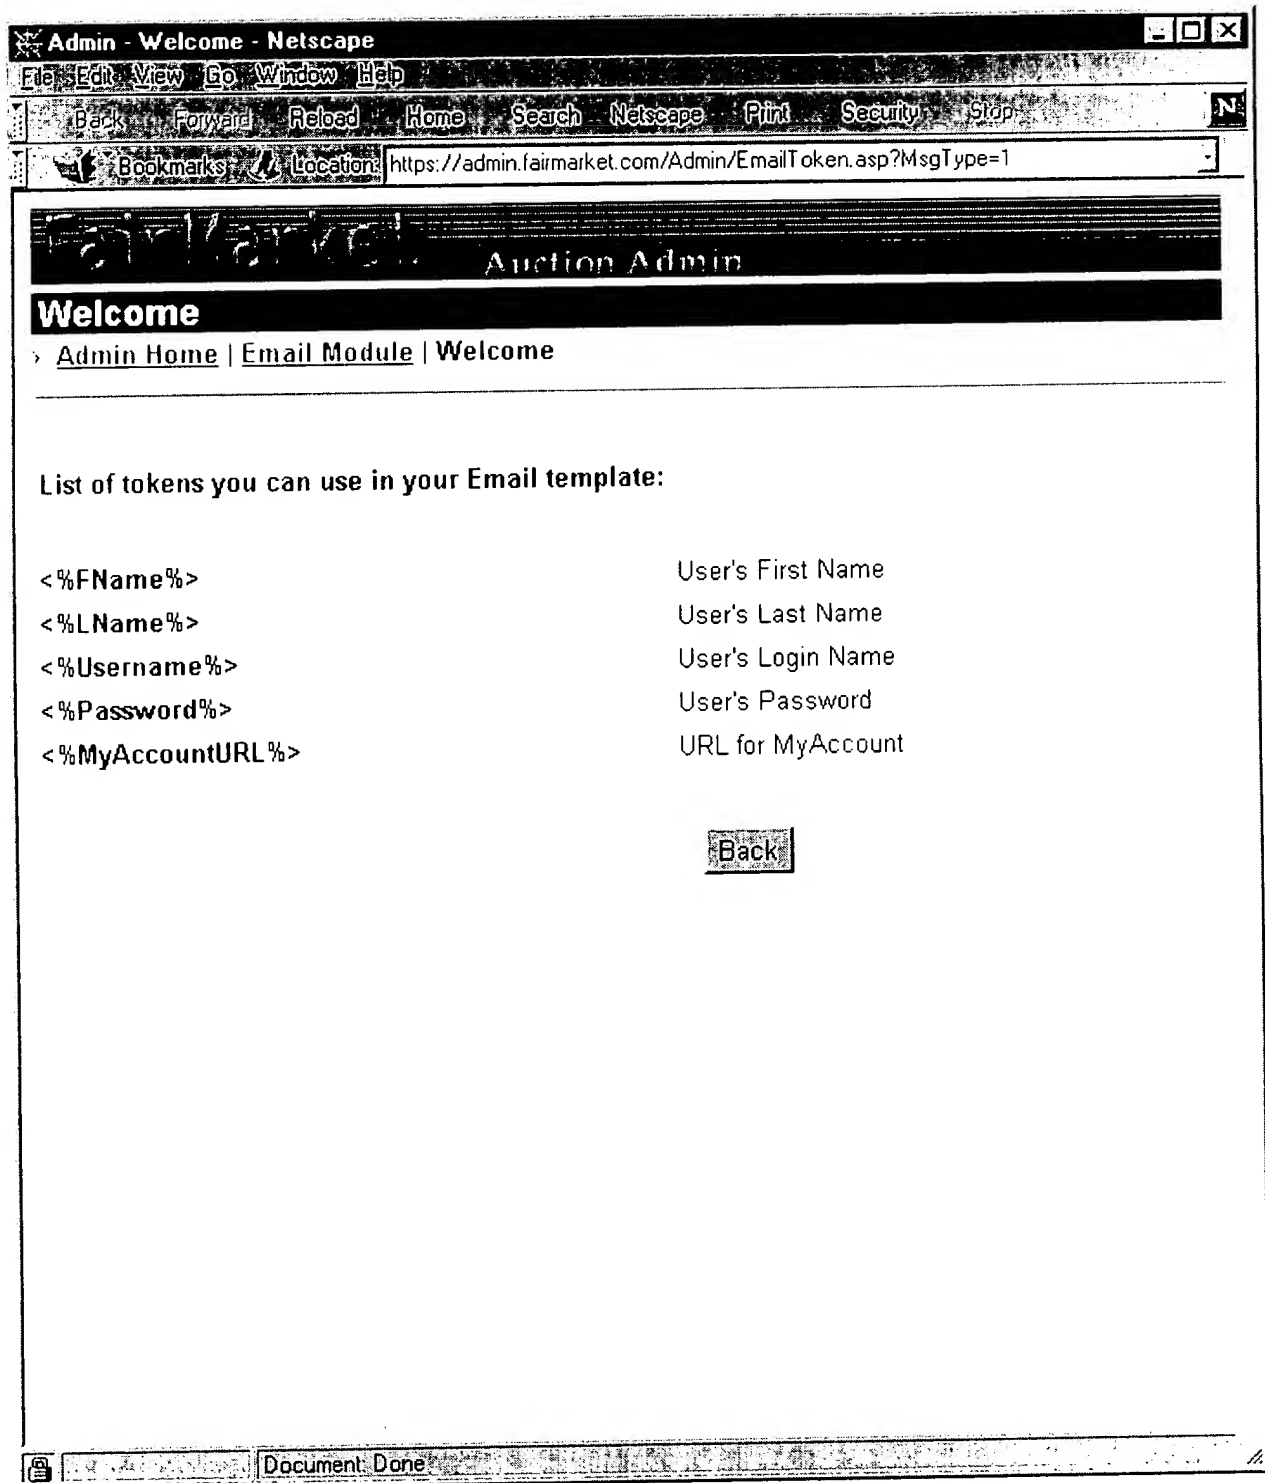 Admin - Welcome - Netscape
File Edit View Go Window Help
Back Forward Reload Home Search Netscape Print Security Stop
N
Bookmarks Location: https://admin.fairmarket.com/Admin/EmailToken.asp?MsgType=1
FairMarket Auction Admin
Welcome
› Admin Home | Email Module | Welcome
List of tokens you can use in your Email template:
<%FName%> User's First Name
<%LName%> User's Last Name
<%Username%> User's Login Name
<%Password%> User's Password
<%MyAccountURL%> URL for MyAccount
Back
Document: Done